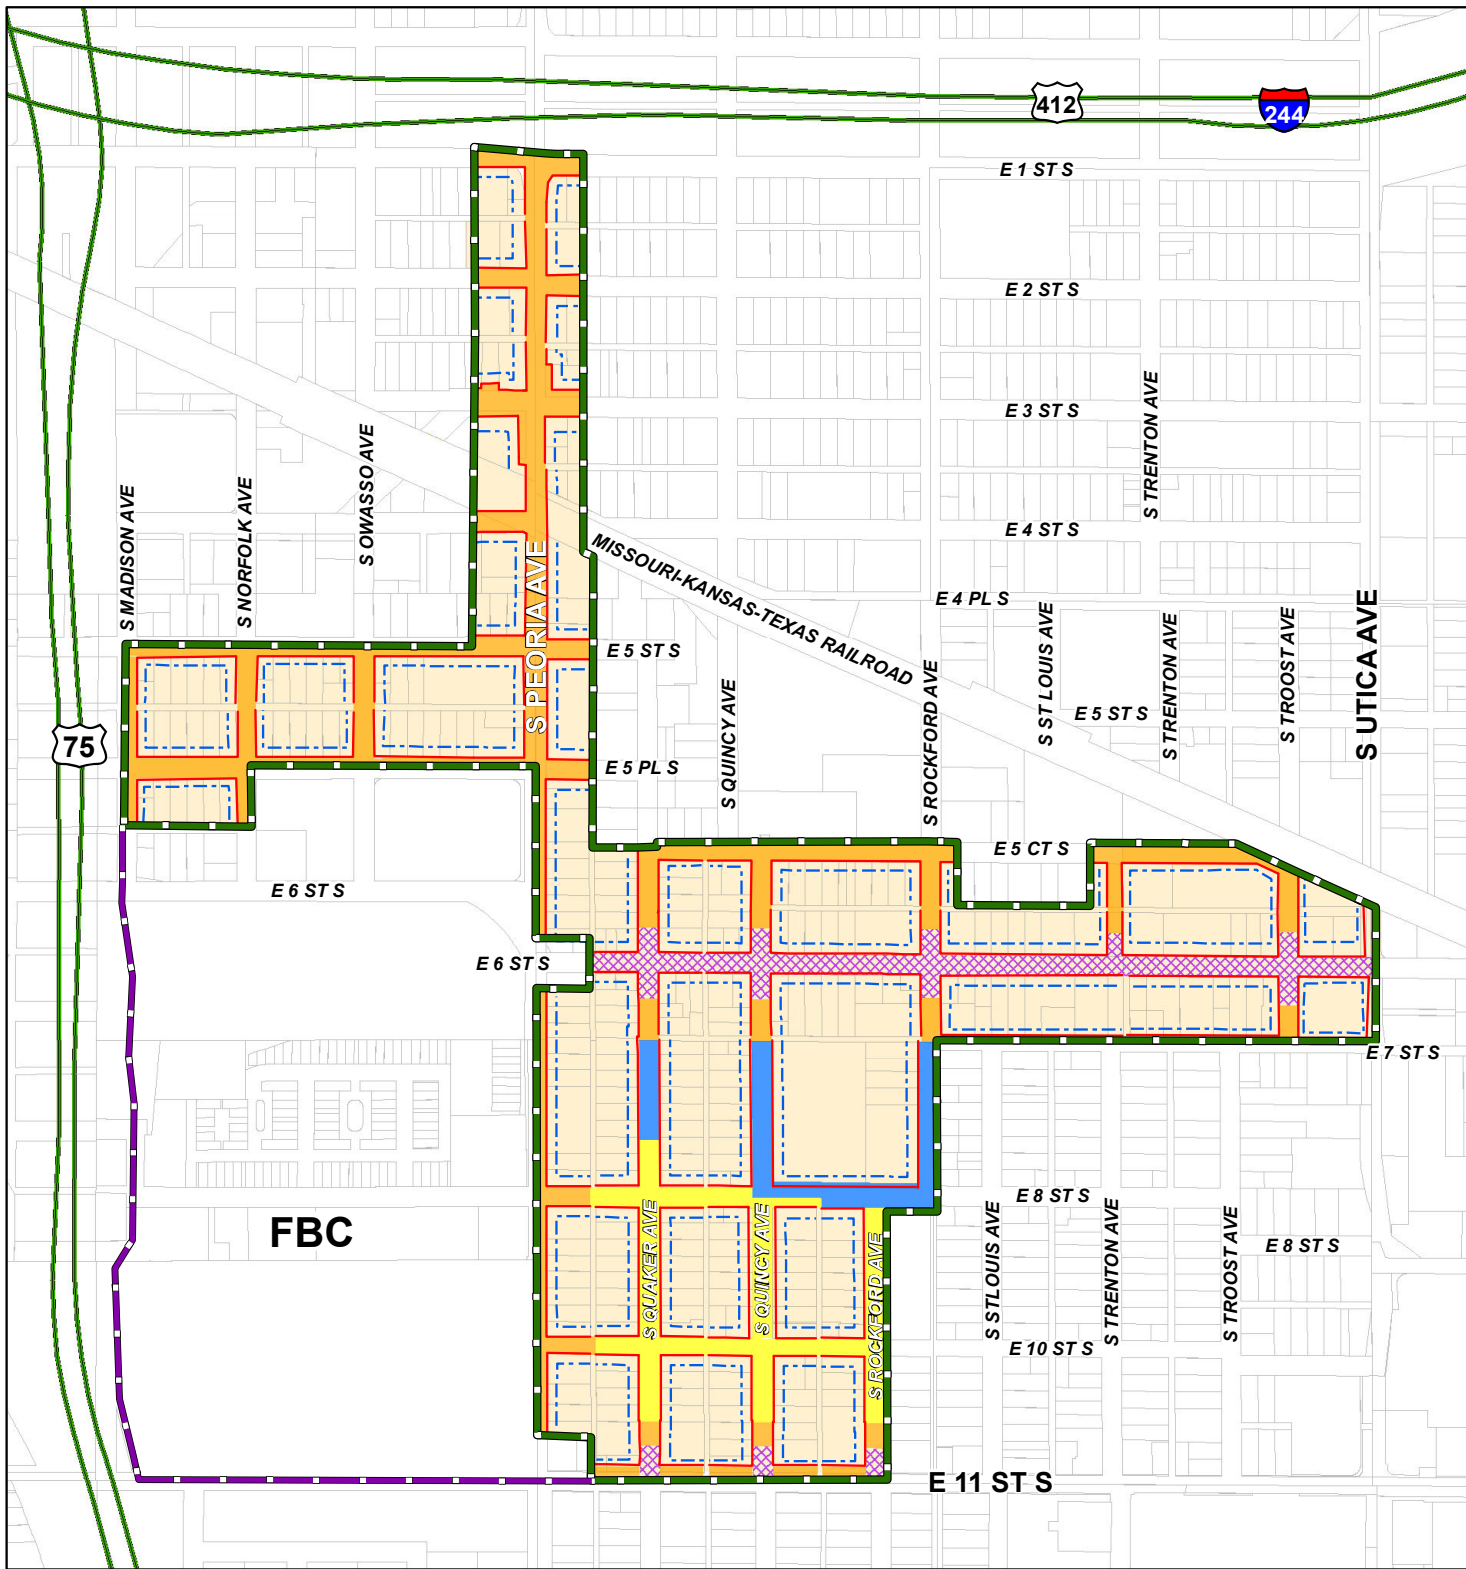 412
244
E 1 ST S
E 2 ST S
S TRENTON AVE
E 3 ST S
S OWASSO AVE
S NORFOLK AVE
S MADISON AVE
E 4 ST S
MISSOURI-KANSAS-TEXAS RAILROAD
S PEORIA AVE
E 4 PL S
S ST LOUIS AVE
S TRENTON AVE
S TROOST AVE
S UTICA AVE
E 5 ST S
S QUINCY AVE
S ROCKFORD AVE
E 5 ST S
75
E 5 PL S
E 5 CT S
E 6 ST S
E 6 ST S
E 7 ST S
E 8 ST S
FBC
S QUAKER AVE
S QUINCY AVE
S ROCKFORD AVE
S STLOUIS AVE
S TRENTON AVE
S TROOST AVE
E 8 ST S
E 10 ST S
E 11 ST S